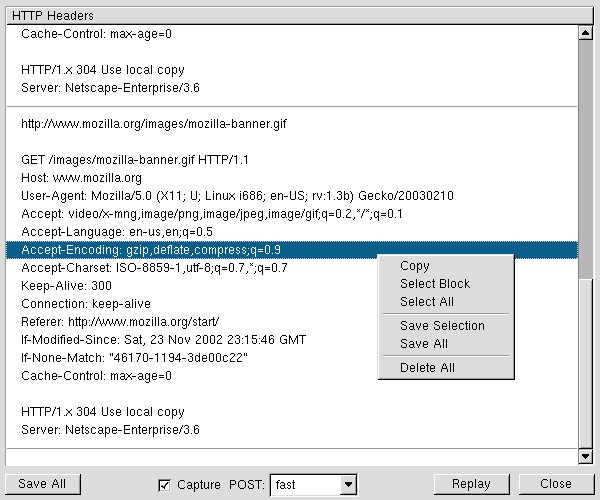 HTTP Headers
Cache-Control: max-age=0
HTTP/1.x 304 Use local copy
Server: Netscape-Enterprise/3.6
http://www.mozilla.org/images/mozilla-banner.gif
GET /images/mozilla-banner.gif HTTP/1.1
Host: www.mozilla.org
User-Agent: Mozilla/5.0 (X11; U; Linux i686; en-US; rv:1.3b) Gecko/20030210
Accept: video/x-mng,image/png,image/jpeg,image/gif;q=0.2,*/*;q=0.1
Accept-Language: en-us,en;q=0.5
Accept-Encoding: gzip,deflate,compress;q=0.9
Accept-Charset: ISO-8859-1,utf-8;q=0.7,*;q=0.7
Keep-Alive: 300
Connection: keep-alive
Referer: http://www.mozilla.org/start/
If-Modified-Since: Sat, 23 Nov 2002 23:15:46 GMT
If-None-Match: "46170-1194-3de00c22"
Cache-Control: max-age=0
HTTP/1.x 304 Use local copy
Server: Netscape-Enterprise/3.6
Copy
Select Block
Select All
Save Selection
Save All
Delete All
Save All
Capture POST: fast
Replay
Close